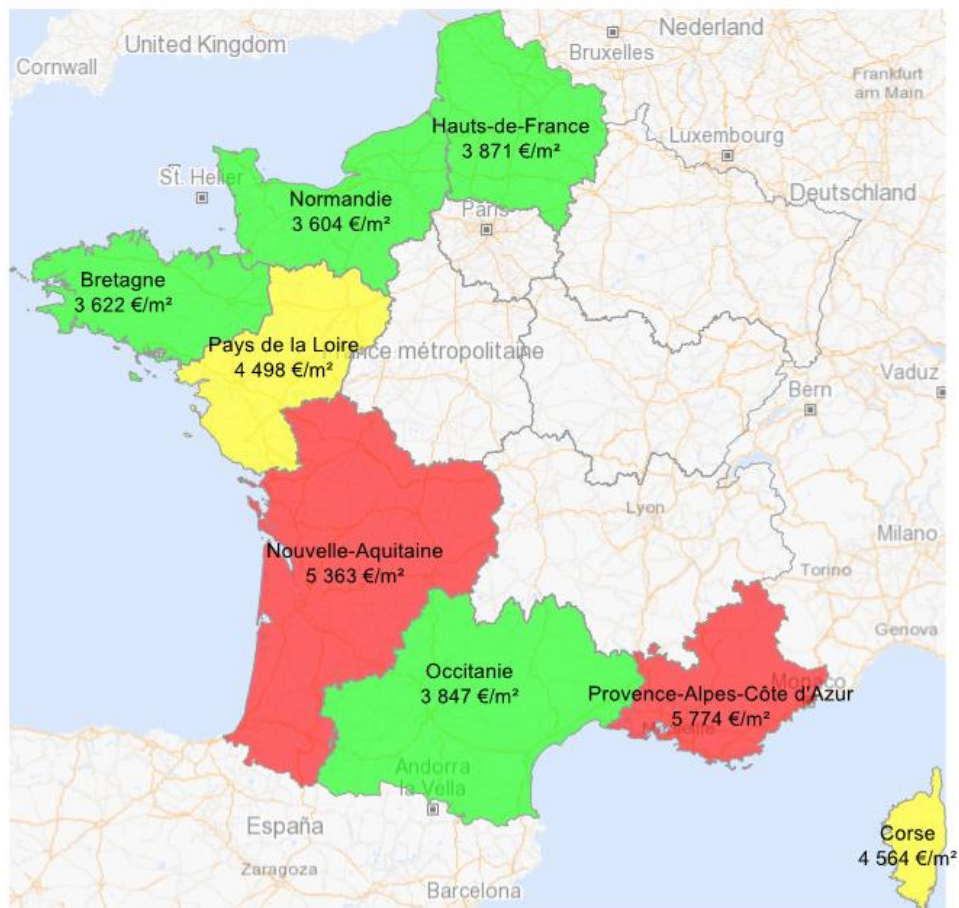 Nederland
United Kingdom
Bruxelles
Cornwall
Frankfurt
am Main
Hauts-de-France
3 871 €/m²
Luxembourg
St. Helier
Deutschland
Normandie
3 604 €/m²
Paris
Bretagne
3 622 €/m²
Pays de la Loire
4 498 €/m²
France métropolitaine
Vaduz
Bern
Lyon
Milano
Nouvelle-Aquitaine
5 363 €/m²
Torino
Genova
Occitanie
3 847 €/m²
Monaco
Provence-Alpes-Côte d'Azur
5 774 €/m²
Marseille
Andorra
la Vella
España
Corse
4 564 €/m²
Zaragoza
Barcelona